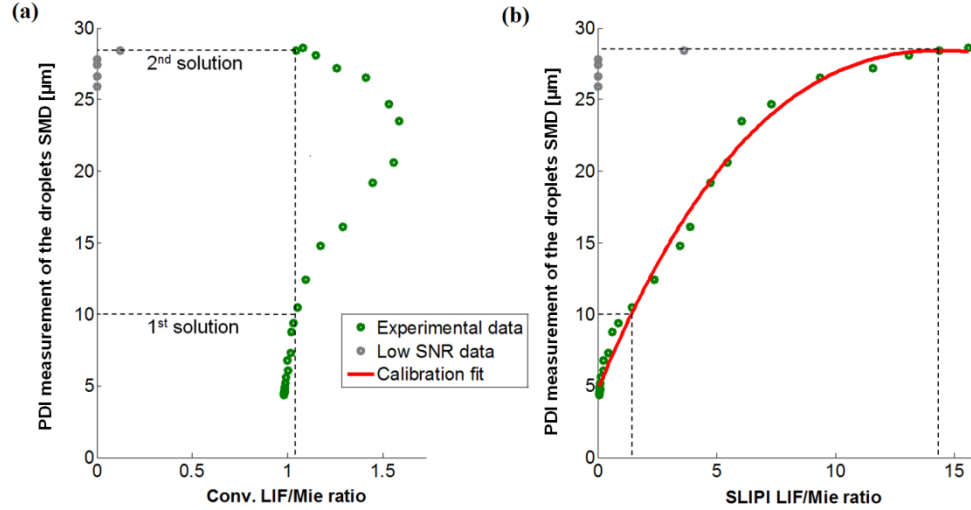 (a)
PDI measurement of the droplets SMD [µm]
30
25
20
15
10
5
0
2nd solution
1st solution
0
0.5
1
1.5
Conv. LIF/Mie ratio
Experimental data
Low SNR data
Calibration fit
(b)
PDI measurement of the droplets SMD [µm]
30
25
20
15
10
5
0
0
5
10
15
SLIPI LIF/Mie ratio